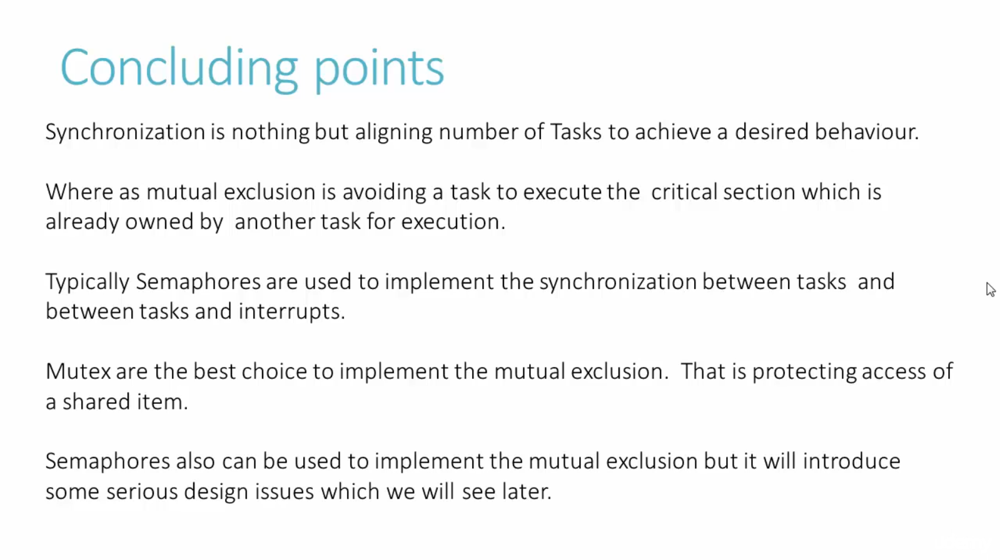 Concluding points
Synchronization is nothing but aligning number of Tasks to achieve a desired behaviour.
Where as mutual exclusion is avoiding a task to execute the critical section which is
already owned by another task for execution.
Typically Semaphores are used to implement the synchronization between tasks and
between tasks and interrupts.
Mutex are the best choice to implement the mutual exclusion. That is protecting access of
a shared item.
Semaphores also can be used to implement the mutual exclusion but it will introduce
some serious design issues which we will see later.